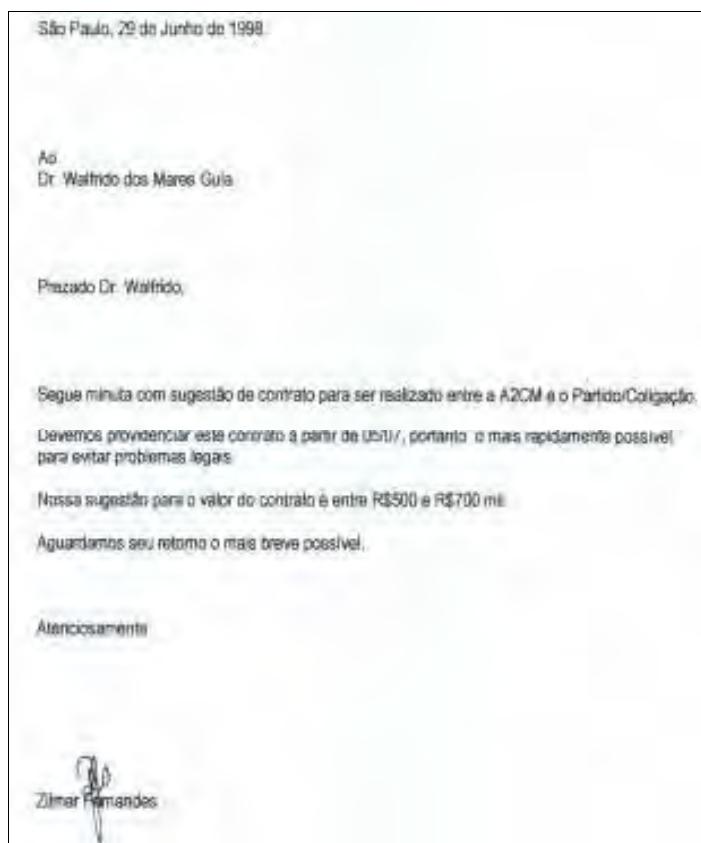 São Paulo, 29 de Junho de 1998.
Ao
Dr. Walfrido dos Mares Guia
Prezado Dr. Walfrido,
Segue minuta com sugestão de contrato para ser realizado entre a A2CM e o Partido/Coligação.
Devemos providenciar este contrato a partir de 05/07, portanto o mais rapidamente possível,
para evitar problemas legais.
Nossa sugestão para o valor do contrato é entre R$500 e R$700 mil.
Aguardamos seu retorno o mais breve possível.
Atenciosamente
Zilmar Fernandes